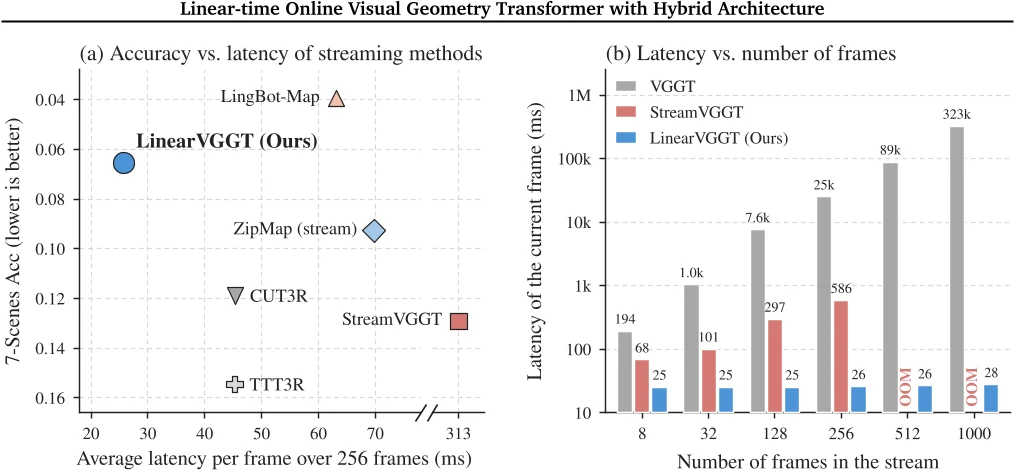 Linear-time Online Visual Geometry Transformer with Hybrid Architecture
(a) Accuracy vs. latency of streaming methods
7-Scenes Acc (lower is better)
0.04
0.06
0.08
0.10
0.12
0.14
0.16
LingBot-Map
LinearVGGT (Ours)
ZipMap (stream)
CUT3R
StreamVGGT
TTT3R
20 30 40 50 60 70 313
Average latency per frame over 256 frames (ms)
(b) Latency vs. number of frames
Latency of the current frame (ms)
1M
100k
10k
1k
100
10
VGGT
StreamVGGT
LinearVGGT (Ours)
194 68 25
1.0k 101 25
7.6k 297 25
25k 586 26
89k OOM 26
323k OOM 28
8 32 128 256 512 1000
Number of frames in the stream